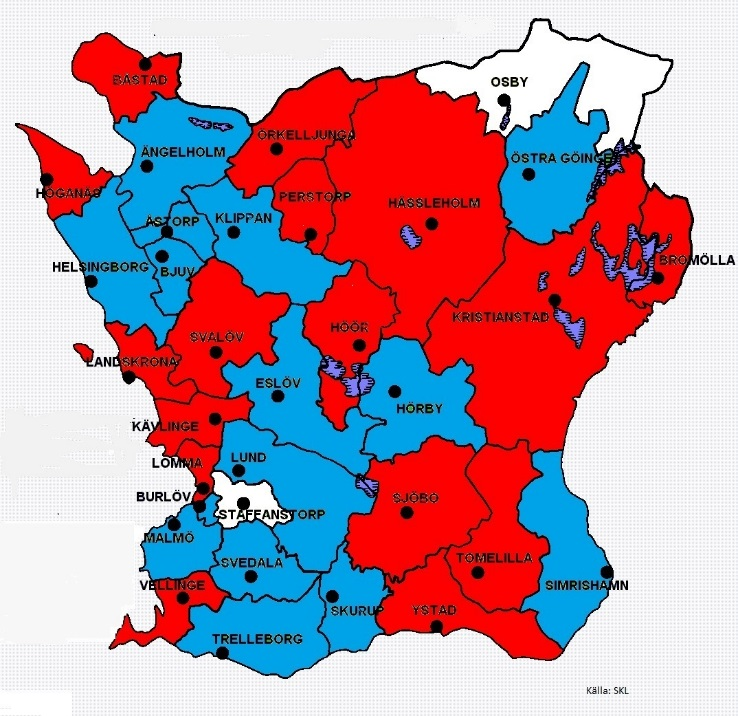 BÅSTAD
OSBY
ÖRKELLJUNGA
ÄNGELHOLM
ÖSTRA GÖINGE
HÖGANÄS
PERSTORP
HÄSSLEHOLM
ÅSTORP
KLIPPAN
HELSINGBORG
BJUV
BROMÖLLA
KRISTIANSTAD
HÖÖR
SVALÖV
LANDSKRONA
ESLÖV
HÖRBY
KÄVLINGE
LUND
LOMMA
BURLÖV
SJÖBO
STAFFANSTORP
MALMÖ
SVEDALA
TOMELILLA
VELLINGE
SIMRISHAMN
SKURUP
YSTAD
TRELLEBORG
Källa: SKL